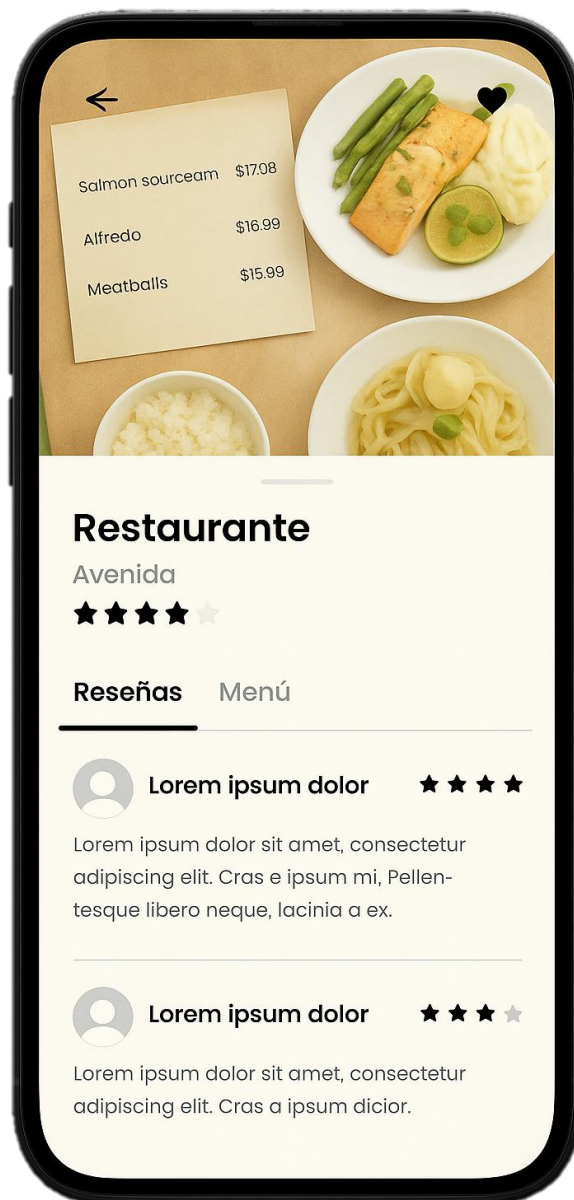 Salmon sourceam $17.98
Alfredo $16.99
Meatballs $15.99
Restaurante
Avenida
Reseñas Menú
Lorem ipsum dolor
Lorem ipsum dolor sit amet, consectetur
adipiscing elit. Cras e ipsum mi, Pellen-
tesque libero neque, lacinia a ex.
Lorem ipsum dolor
Lorem ipsum dolor sit amet, consectetur
adipiscing elit. Cras a ipsum dicior.